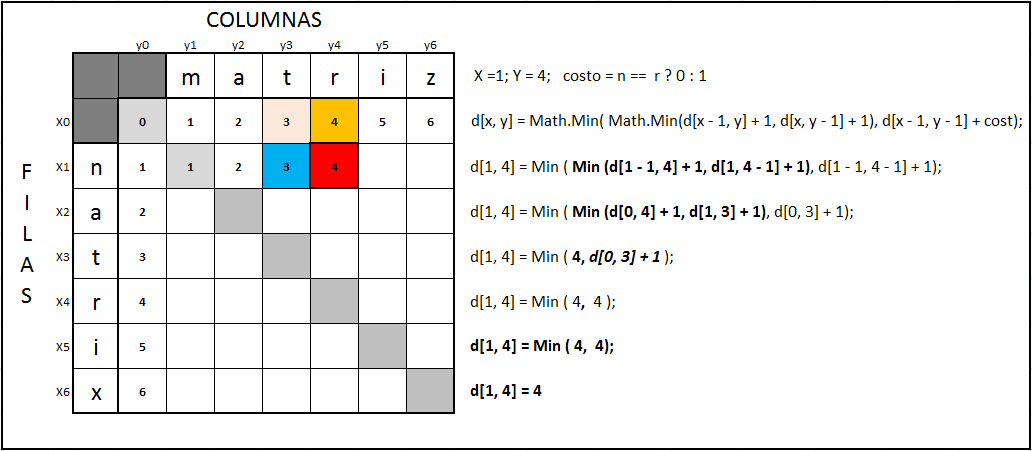 COLUMNAS
y0 y1 y2 y3 y4 y5 y6
m a t r i z
X0 0 1 2 3 4 5 6
X1 n 1 1 2 3 4
X2 a 2
X3 t 3
X4 r 4
X5 i 5
X6 x 6
FILAS
X =1; Y = 4; costo = n == r ? 0 : 1
d[x, y] = Math.Min( Math.Min(d[x - 1, y] + 1, d[x, y - 1] + 1), d[x - 1, y - 1] + cost);
d[1, 4] = Min ( Min (d[1 - 1, 4] + 1, d[1, 4 - 1] + 1), d[1 - 1, 4 - 1] + 1);
d[1, 4] = Min ( Min (d[0, 4] + 1, d[1, 3] + 1), d[0, 3] + 1);
d[1, 4] = Min ( 4, d[0, 3] + 1 );
d[1, 4] = Min ( 4, 4 );
d[1, 4] = Min ( 4, 4);
d[1, 4] = 4